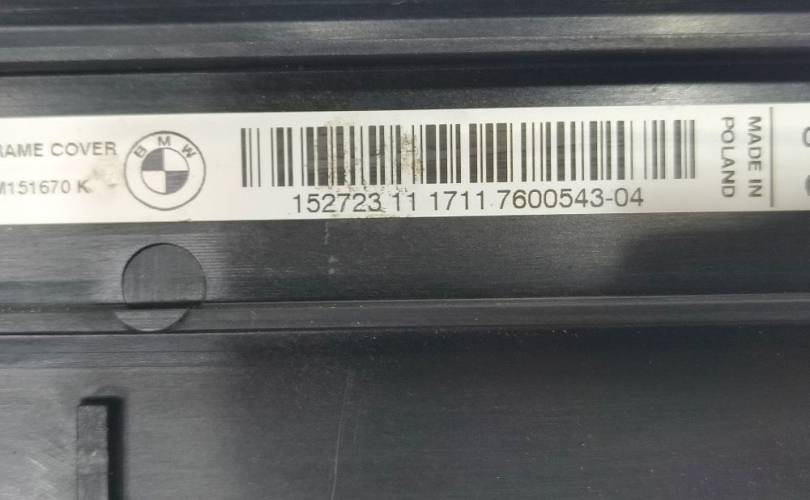 RAME COVER
M151670 K
BMW
152723 11 1711 7600543-04
MADE IN
POLAND